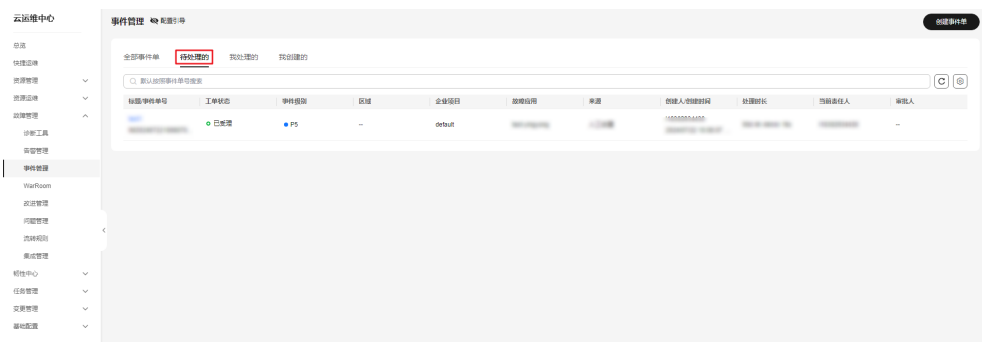 云运维中心
事件管理 配置引导
创建事件单
总览
快捷运维
资源管理
资源运维
故障管理
诊断工具
告警管理
事件管理
WarRoom
改进管理
问题管理
流转规则
集成管理
韧性中心
任务管理
变更管理
基础配置
全部事件单 待处理的 我处理的 我创建的
默认按照事件单号搜索
标题/事件单号 工单状态 事件级别 区域 企业项目 故障应用 来源 创建人/创建时间 处理时长 当前责任人 审批人
已受理 P5 -- default --